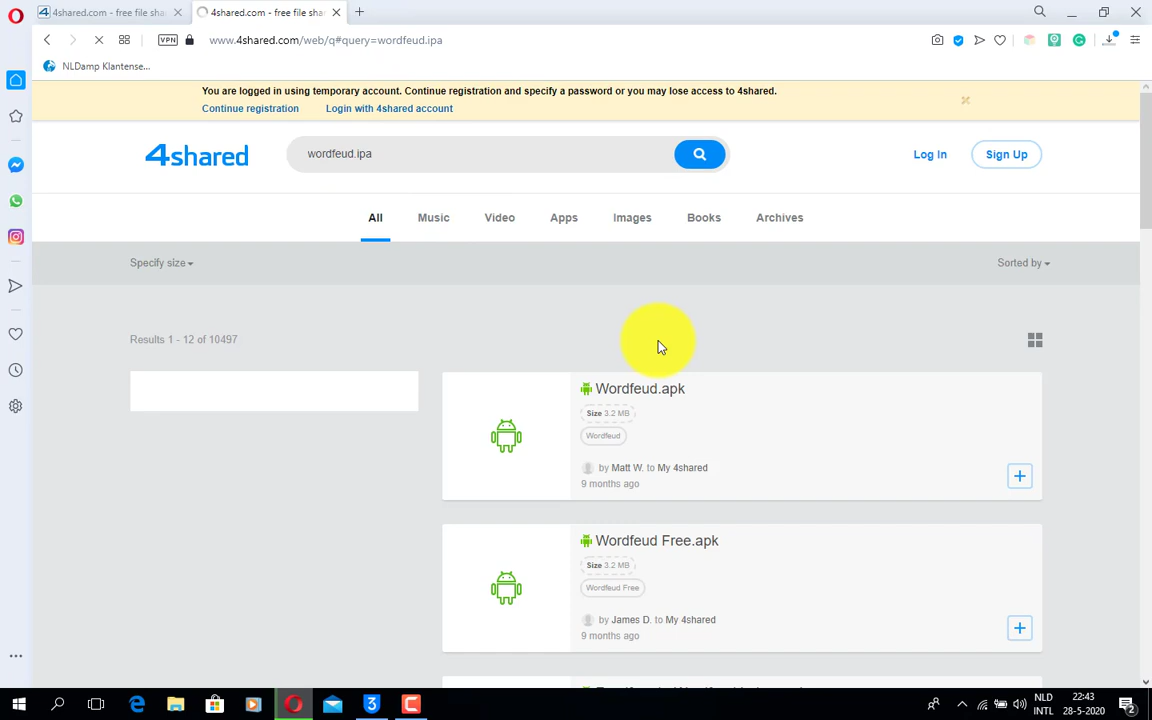 4shared.com - free file sha
4shared.com - free file shar
VPN
www.4shared.com/web/q#query=wordfeud.ipa
NLDamp Klantense...
You are logged in using temporary account. Continue registration and specify a password or you may lose access to 4shared.
Continue registration
Login with 4shared account
4shared
wordfeud.ipa
Log In
Sign Up
All
Music
Video
Apps
Images
Books
Archives
Specify size
Sorted by
Results 1 - 12 of 10497
Wordfeud.apk
Size 3.2 MB
Wordfeud
by Matt W. to My 4shared
9 months ago
Wordfeud Free.apk
Size 3.2 MB
Wordfeud Free
by James D. to My 4shared
9 months ago
NLD
INTL
22:43
28-5-2020
2